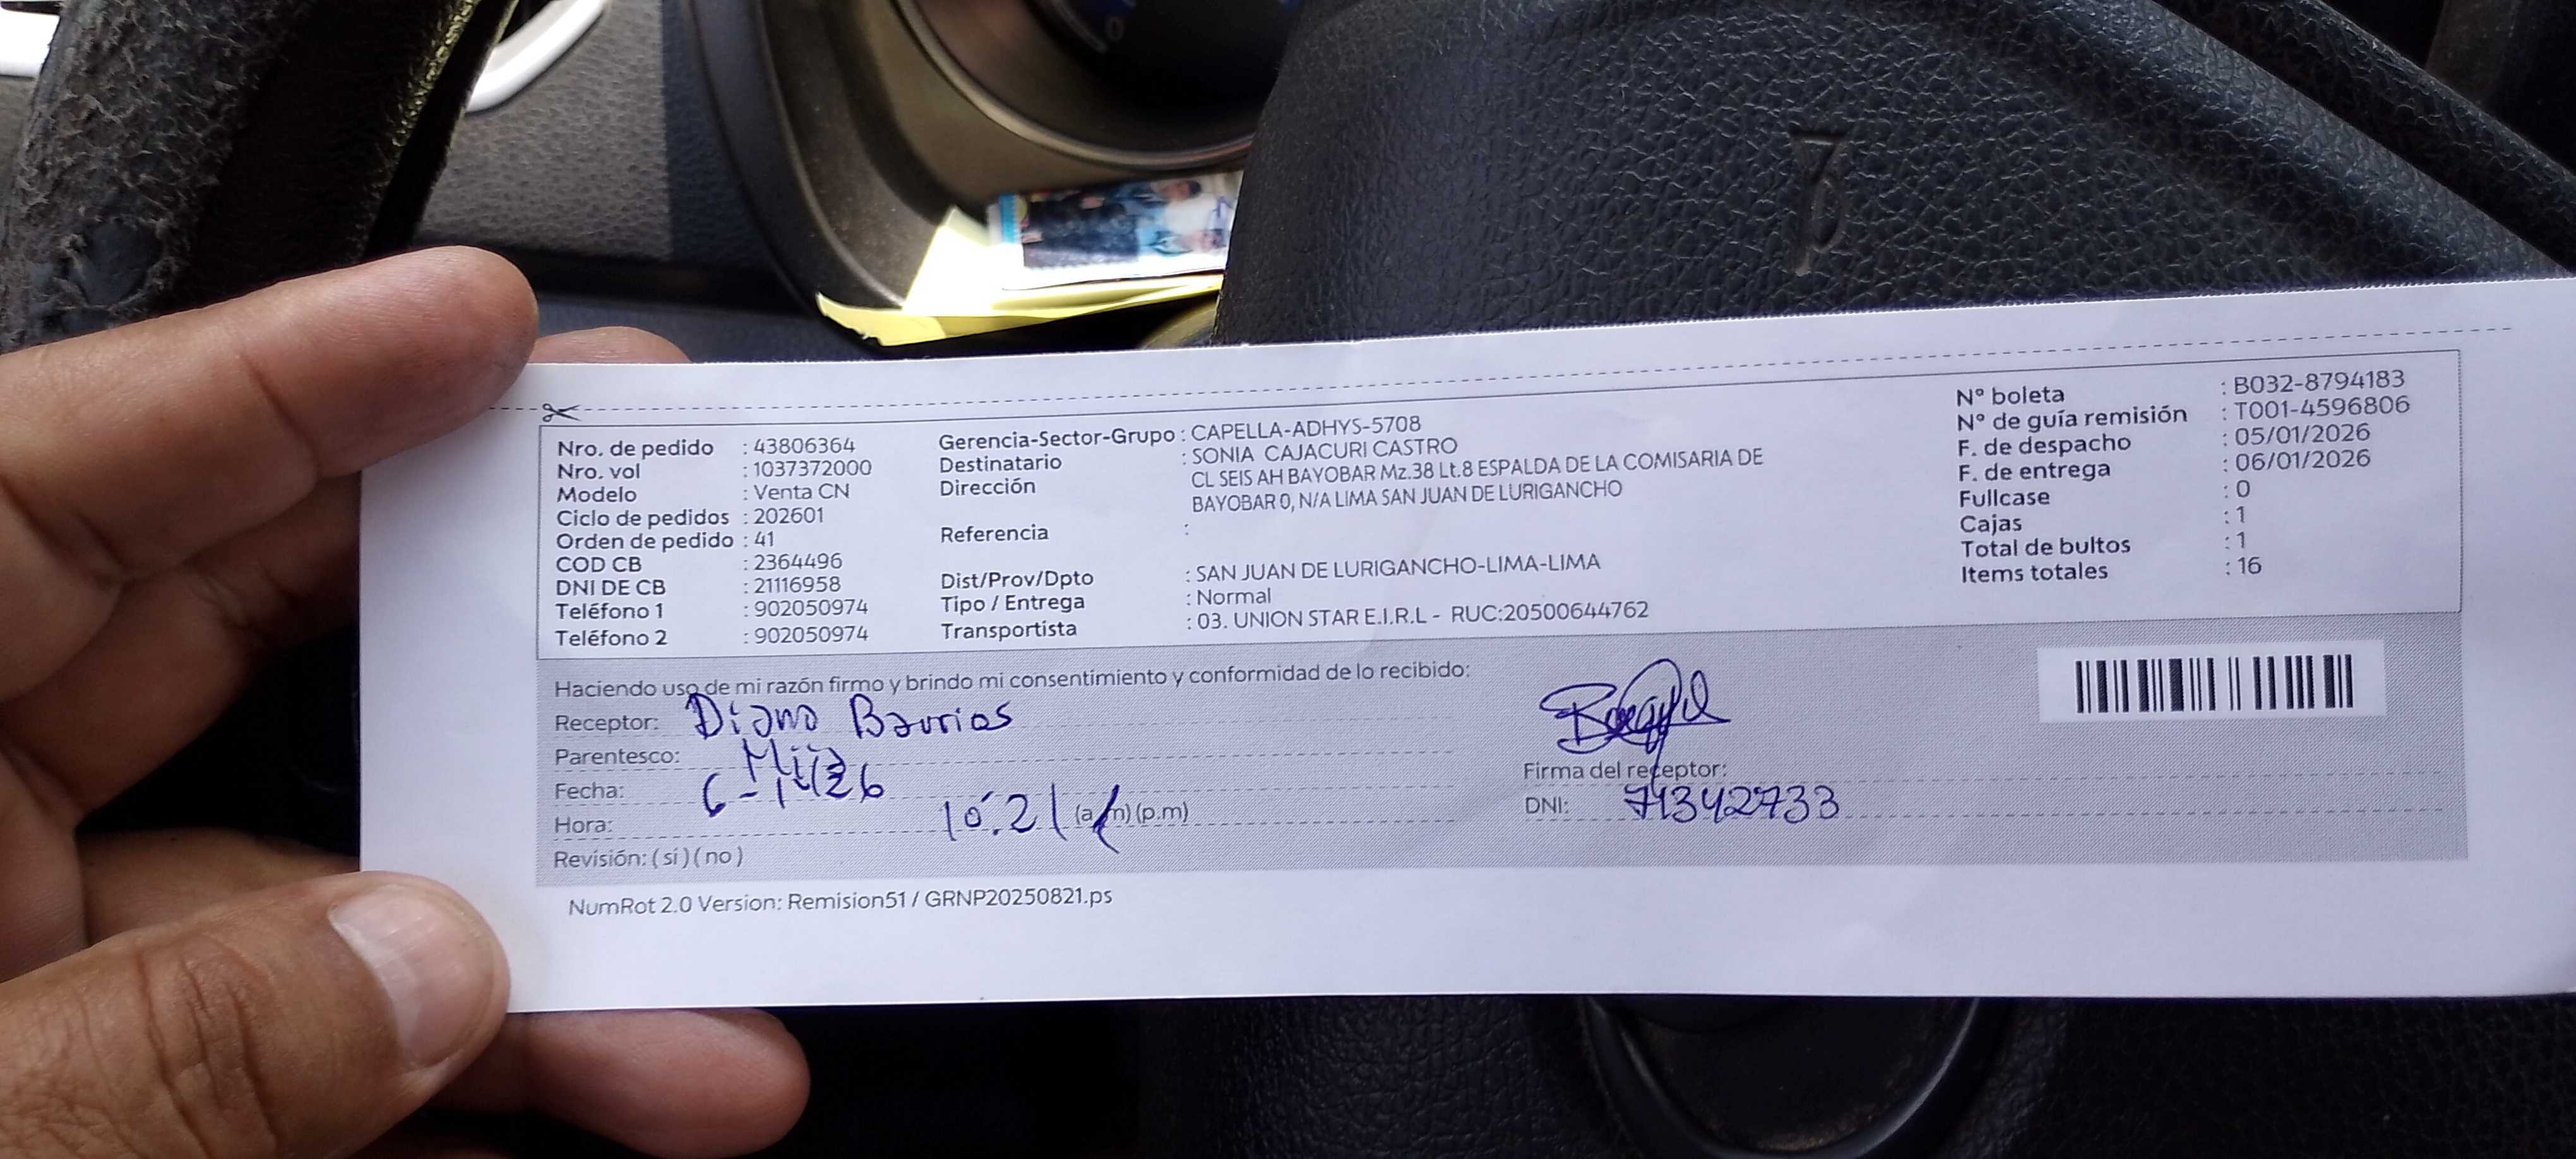 Nro. de pedido : 43806364
Nro. vol : 1037372000
Modelo : Venta CN
Ciclo de pedidos : 202601
Orden de pedido : 41
COD CB : 2364496
DNI DE CB : 21116958
Teléfono 1 : 902050974
Teléfono 2 : 902050974
Gerencia-Sector-Grupo : CAPELLA-ADHYS-5708
Destinatario : SONIA CAJACURI CASTRO
Dirección CL SEIS AH BAYOBAR Mz.38 Lt.8 ESPALDA DE LA COMISARIA DE
BAYOBAR 0, N/A LIMA SAN JUAN DE LURIGANCHO
Referencia :
Dist/Prov/Dpto : SAN JUAN DE LURIGANCHO-LIMA-LIMA
Tipo / Entrega : Normal
Transportista : 03. UNION STAR E.I.R.L - RUC:20500644762
N° boleta : B032-8794183
N° de guía remisión : T001-4596806
F. de despacho : 05/01/2026
F. de entrega : 06/01/2026
Fullcase : 0
Cajas : 1
Total de bultos : 1
Items totales : 16
Haciendo uso de mi razón firmo y brindo mi consentimiento y conformidad de lo recibido:
Receptor: Diana Barrios
Parentesco:
Fecha:
Hora: 10:21 (a.m) (p.m)
Revisión: ( si ) ( no )
Firma del receptor:
DNI: 71342733
NumRot 2.0 Version: Remision51 / GRNP20250821.ps